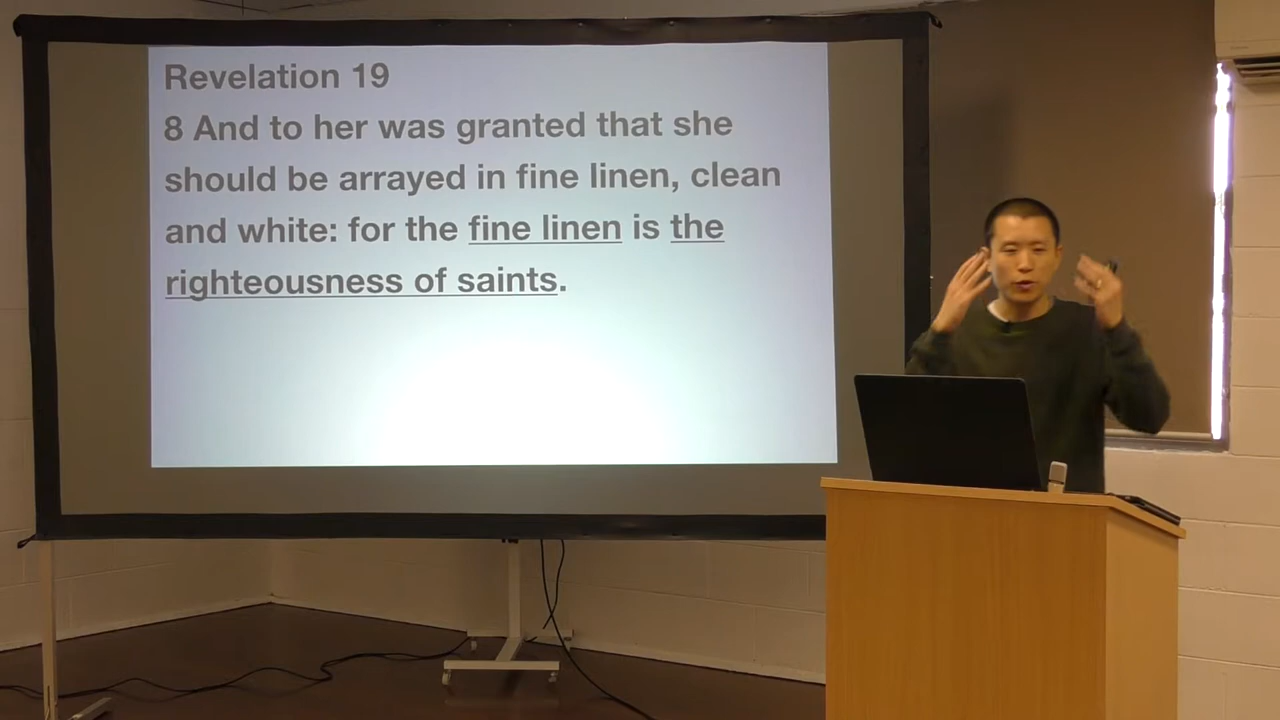 Revelation 19
8 And to her was granted that she
should be arrayed in fine linen, clean
and white: for the fine linen is the
righteousness of saints.